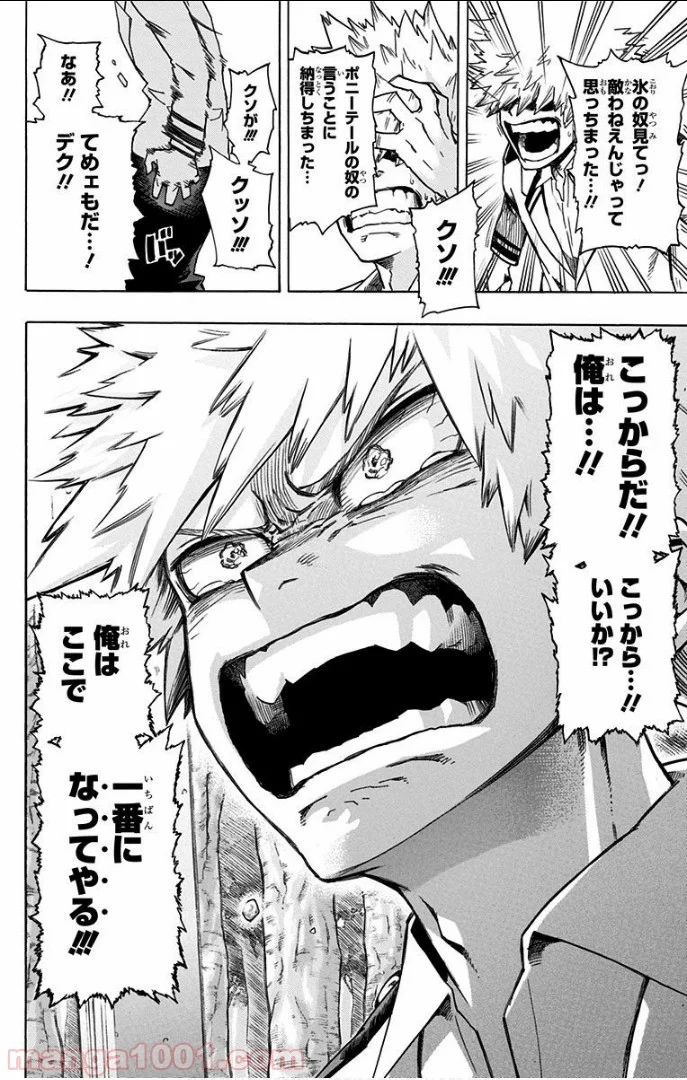 氷の奴見てっ!
敵わねえんじゃって
思っちまった…!!
クソ!!!
ポニーテールの奴の
言うことに
納得しちまった…
クソが!!!
クッソ!!!
てめェもだ…!
デク!!
なあ!!
バッ
こっからだ!!
俺は…!!
こっから…!!
いいか!?
俺は
ここで
一番に
なってやる!!!
manga1001.com